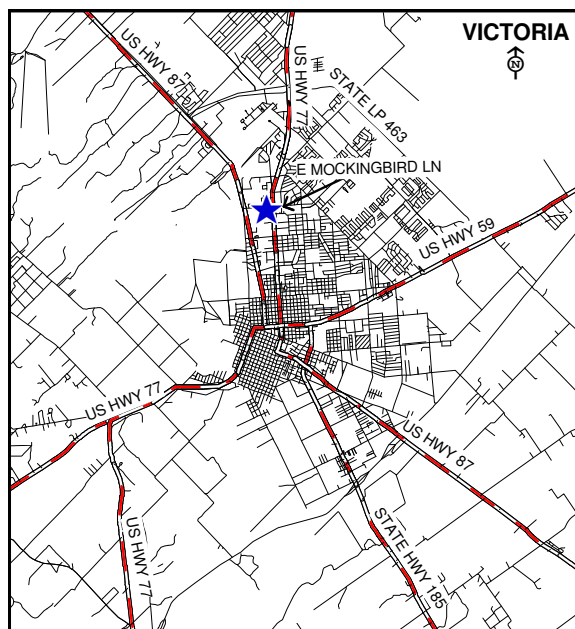 VICTORIA
N
US HWY 87
US HWY 77
STATE LP 463
E MOCKINGBIRD LN
US HWY 59
US HWY 77
US HWY 87
US HWY 77
STATE HWY 185